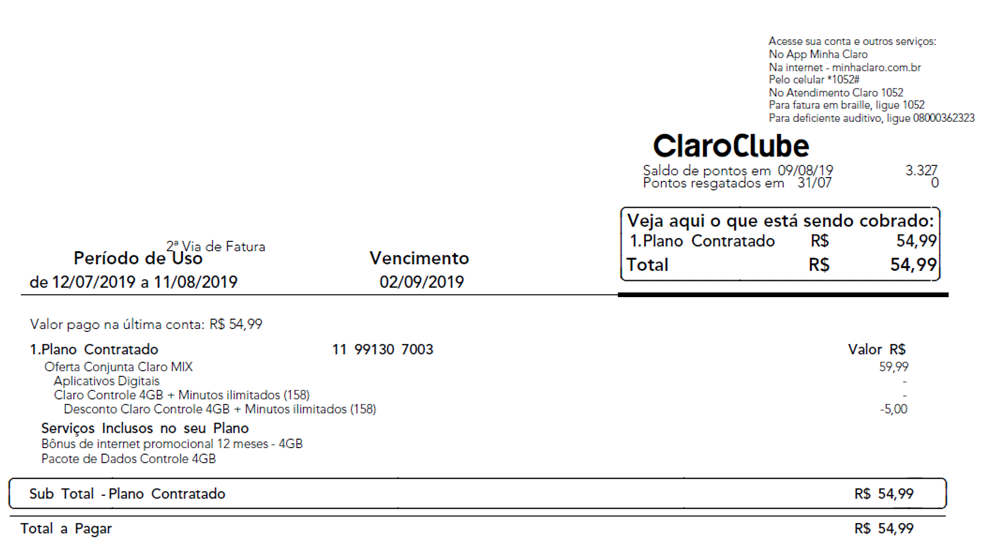 Acesse sua conta e outros serviços:
No App Minha Claro
Na internet - minhaclaro.com.br
Pelo celular *1052#
No Atendimento Claro 1052
Para fatura em braille, ligue 1052
Para deficiente auditivo, ligue 08000362323
ClaroClube
Saldo de pontos em 09/08/19 3.327
Pontos resgatados em 31/07 0
Veja aqui o que está sendo cobrado:
1.Plano Contratado R$ 54,99
Total R$ 54,99
2ª Via de Fatura
Período de Uso Vencimento
de 12/07/2019 a 11/08/2019 02/09/2019
Valor pago na última conta: R$ 54,99
1.Plano Contratado 11 99130 7003 Valor R$
Oferta Conjunta Claro MIX 59,99
Aplicativos Digitais -
Claro Controle 4GB + Minutos ilimitados (158) -
Desconto Claro Controle 4GB + Minutos ilimitados (158) -5,00
Serviços Inclusos no seu Plano
Bônus de internet promocional 12 meses - 4GB
Pacote de Dados Controle 4GB
Sub Total - Plano Contratado R$ 54,99
Total a Pagar R$ 54,99